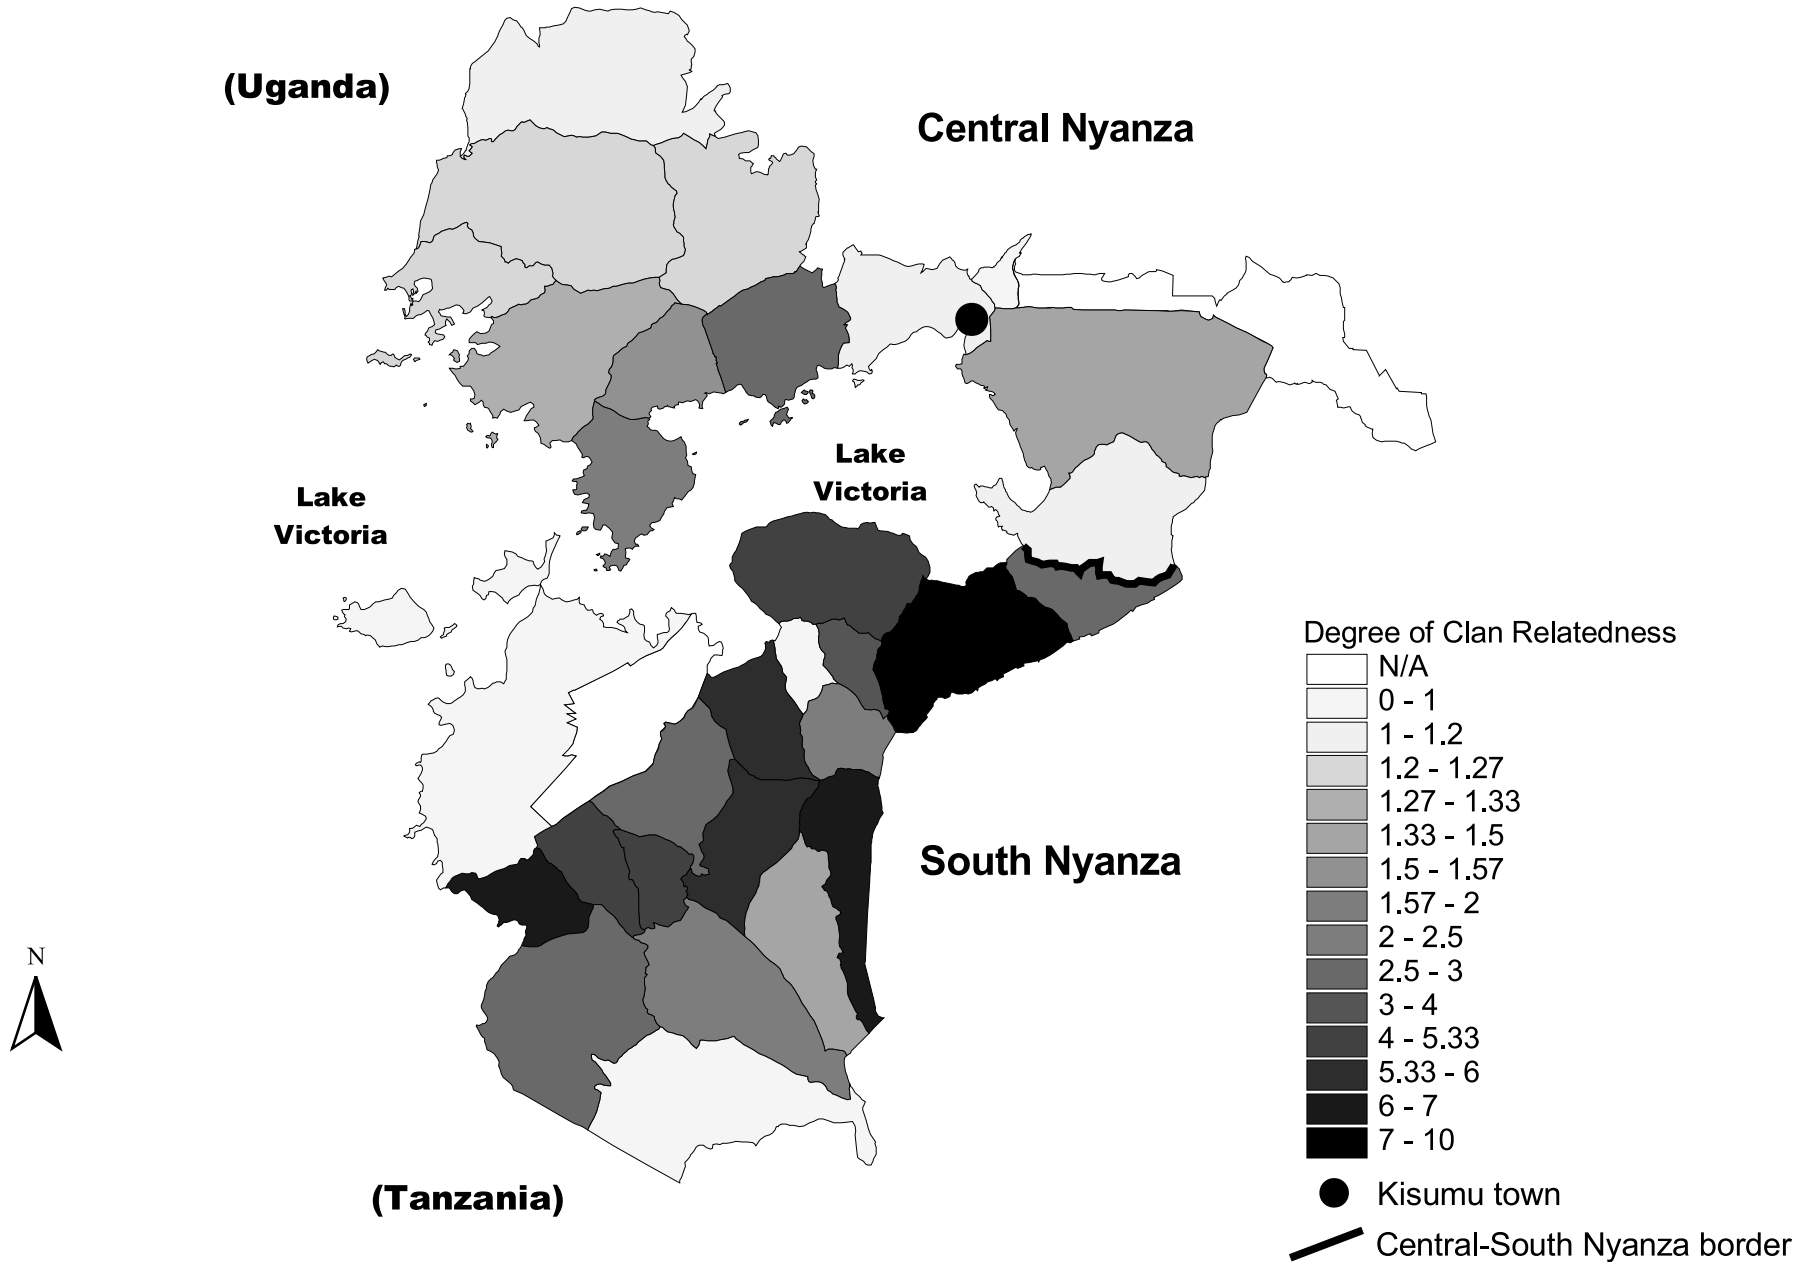 (Uganda)
Central Nyanza
Lake
Victoria
Lake
Victoria
South Nyanza
(Tanzania)
N
Degree of Clan Relatedness
N/A
0 - 1
1 - 1.2
1.2 - 1.27
1.27 - 1.33
1.33 - 1.5
1.5 - 1.57
1.57 - 2
2 - 2.5
2.5 - 3
3 - 4
4 - 5.33
5.33 - 6
6 - 7
7 - 10
Kisumu town
Central-South Nyanza border